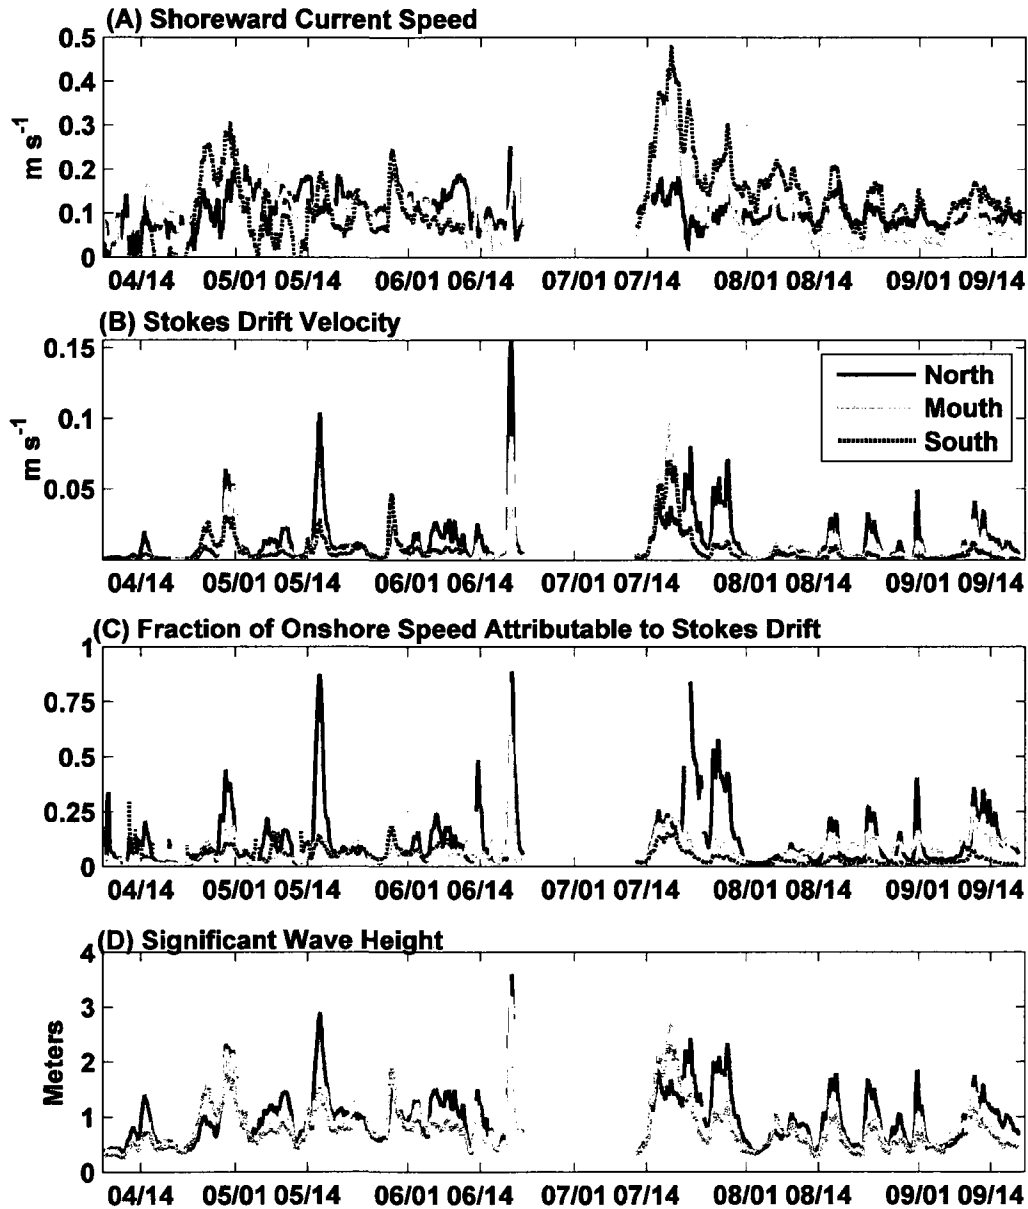 (A) Shoreward Current Speed
0.5
0.4
0.3
0.2
0.1
0
m s-1
04/14 05/01 05/14 06/01 06/14 07/01 07/14 08/01 08/14 09/01 09/14
(B) Stokes Drift Velocity
0.15
0.1
0.05
m s-1
North
Mouth
South
04/14 05/01 05/14 06/01 06/14 07/01 07/14 08/01 08/14 09/01 09/14
(C) Fraction of Onshore Speed Attributable to Stokes Drift
1
0.75
0.5
0.25
0
04/14 05/01 05/14 06/01 06/14 07/01 07/14 08/01 08/14 09/01 09/14
(D) Significant Wave Height
4
3
2
1
0
Meters
04/14 05/01 05/14 06/01 06/14 07/01 07/14 08/01 08/14 09/01 09/14